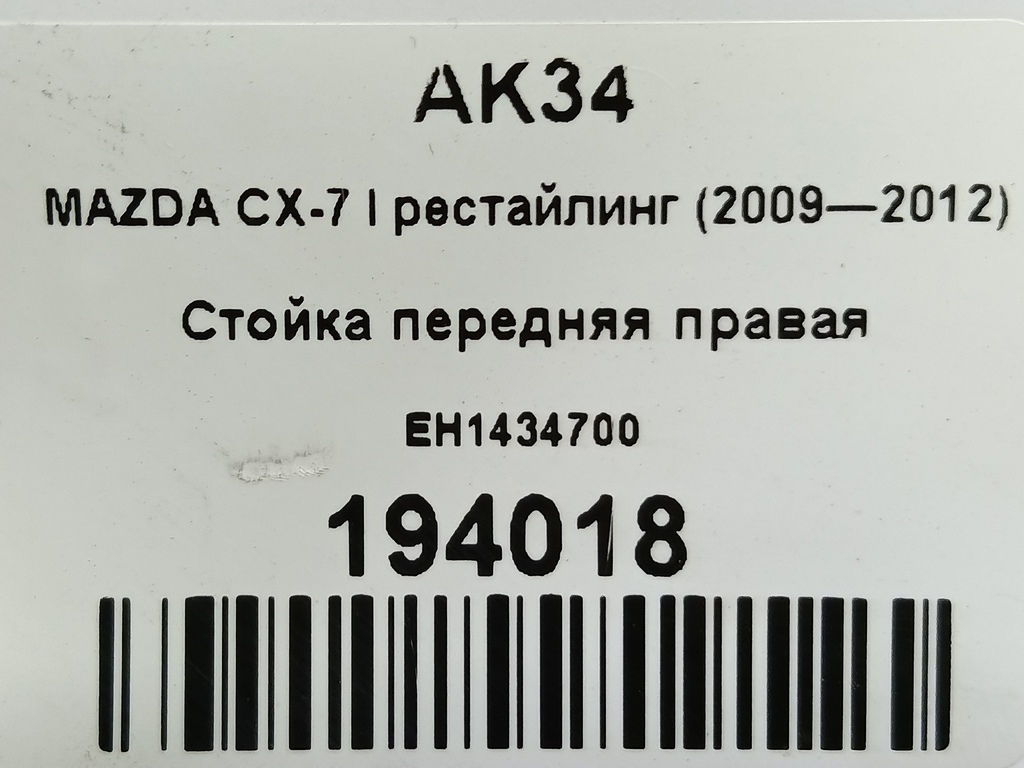 AK34
MAZDA CX-7 I рестайлинг (2009—2012)
Стойка передняя правая
EH1434700
194018